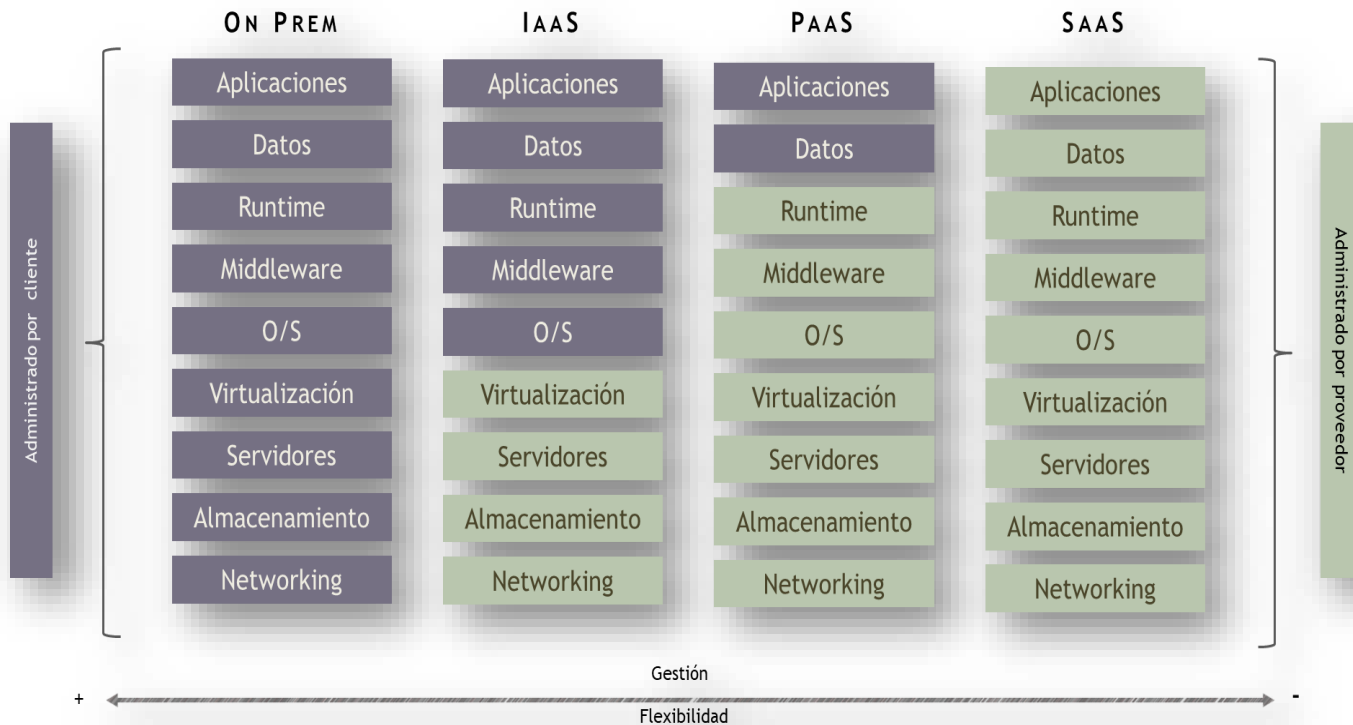 ON PREM
IAAS
PAAS
SAAS
Administrado por cliente
Aplicaciones
Datos
Runtime
Middleware
O/S
Virtualización
Servidores
Almacenamiento
Networking
Aplicaciones
Datos
Runtime
Middleware
O/S
Virtualización
Servidores
Almacenamiento
Networking
Aplicaciones
Datos
Runtime
Middleware
O/S
Virtualización
Servidores
Almacenamiento
Networking
Aplicaciones
Datos
Runtime
Middleware
O/S
Virtualización
Servidores
Almacenamiento
Networking
Administrado por proveedor
Gestión
+
-
Flexibilidad